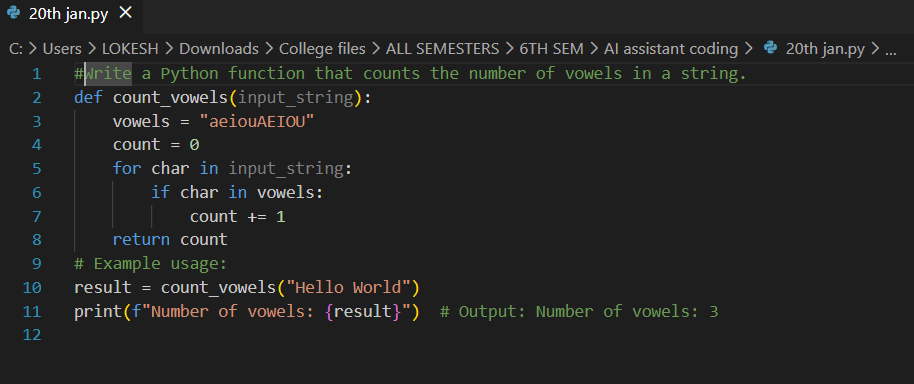 20th jan.py
C: > Users > LOKESH > Downloads > College files > ALL SEMESTERS > 6TH SEM > AI assistant coding > 20th jan.py > ...
1 #Write a Python function that counts the number of vowels in a string.
2 def count_vowels(input_string):
3     vowels = "aeiouAEIOU"
4     count = 0
5     for char in input_string:
6         if char in vowels:
7             count += 1
8     return count
9 # Example usage:
10 result = count_vowels("Hello World")
11 print(f"Number of vowels: {result}")  # Output: Number of vowels: 3
12